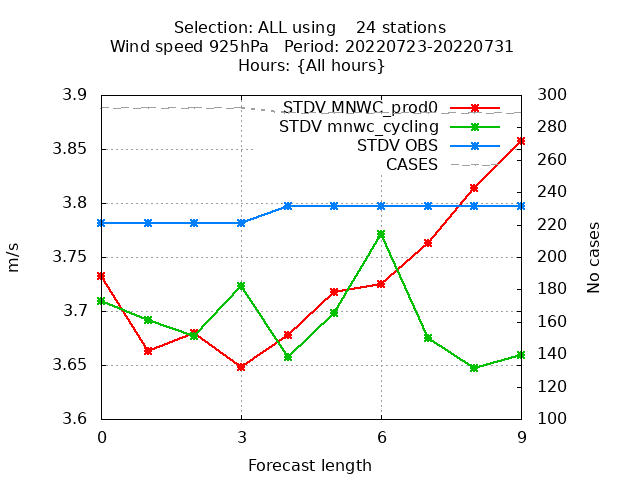 Selection: ALL using    24 stations
Wind speed 925hPa   Period: 20220723-20220731
Hours: {All hours}
STDV MNWC_prod0
STDV mnwc_cycling
STDV OBS
CASES
3.9
3.85
3.8
3.75
3.7
3.65
3.6
300
280
260
240
220
200
180
160
140
120
100
m/s
No cases
0
3
6
9
Forecast length